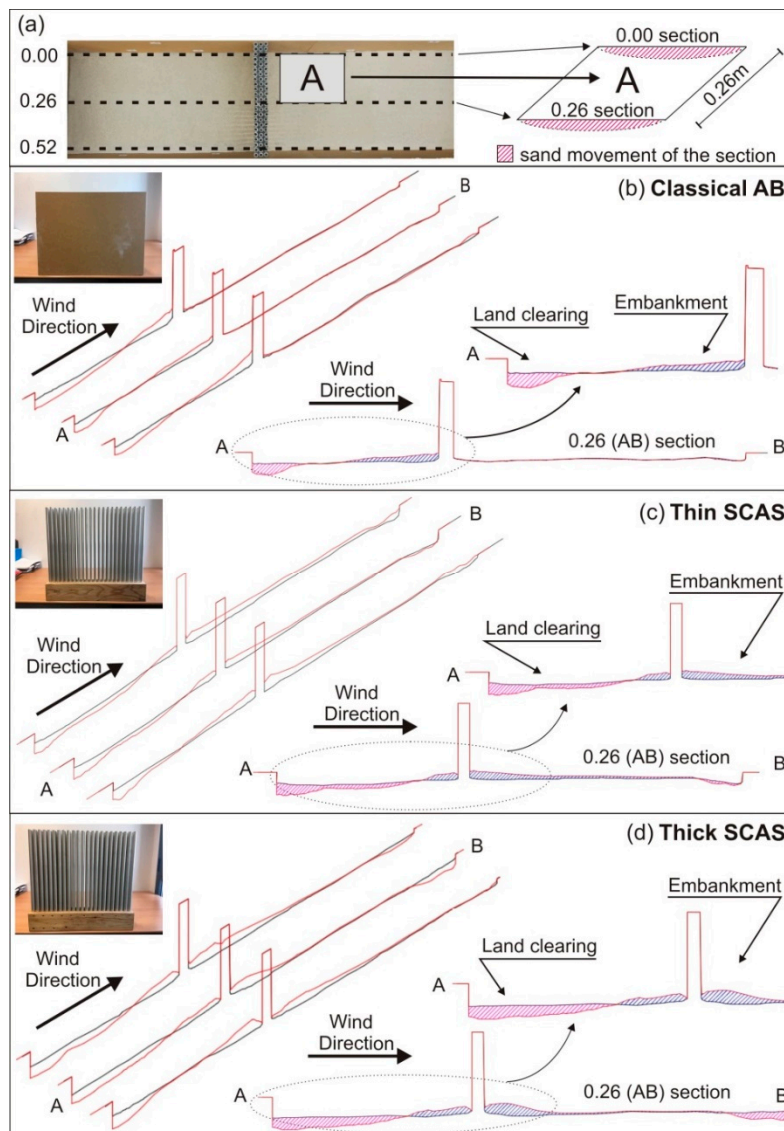 (a)
0.00
0.26
0.52
A
A
0.00 section
0.26 section
0.26m
sand movement of the section
(b) Classical AB
B
Wind
Direction
Land clearing
Embankment
A
A
Wind
Direction
A
0.26 (AB) section
B
(c) Thin SCAS
B
Embankment
Wind
Direction
Land clearing
A
Wind
Direction
0.26 (AB) section
A
B
A
(d) Thick SCAS
B
Embankment
Wind
Direction
Land clearing
A
Wind
Direction
0.26 (AB) section
A
A
B